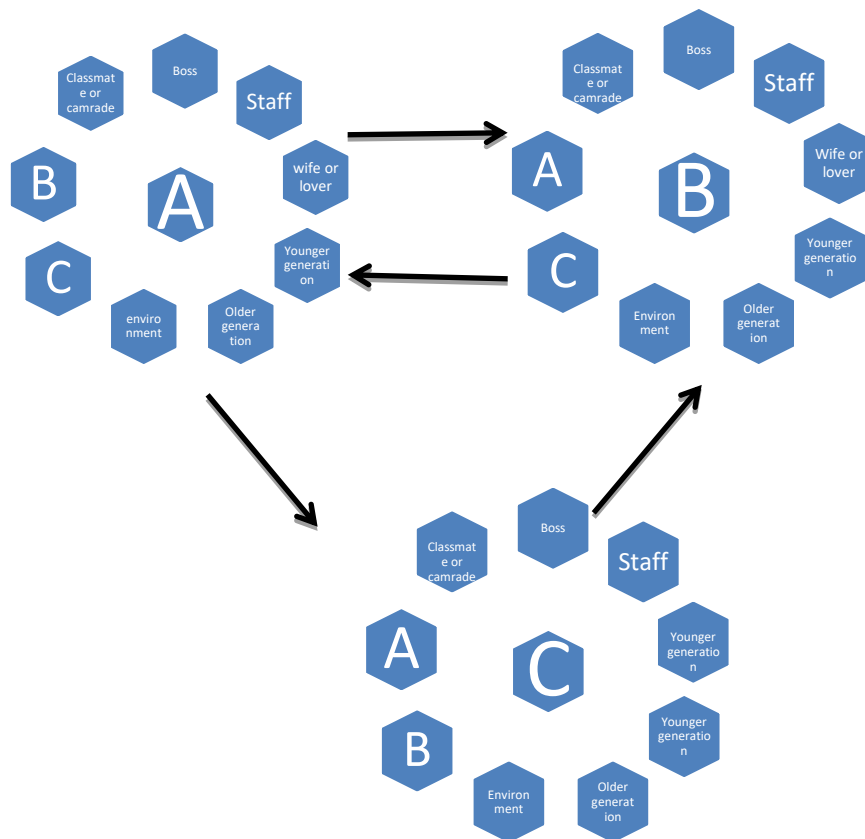 Boss
Classmat
e or
camrade
Staff
B
A
wife or
lover
C
Younger
generati
on
environ
nment
Older
genera
tion
Boss
Classmat
e or
camrade
Staff
A
B
Wife or
lover
C
Younger
generatio
n
Environ
ment
Older
generat
ion
Boss
Classmat
e or
camrade
Staff
A
C
Younger
generatio
n
B
Younger
generatio
n
Environ
ment
Older
generat
ion